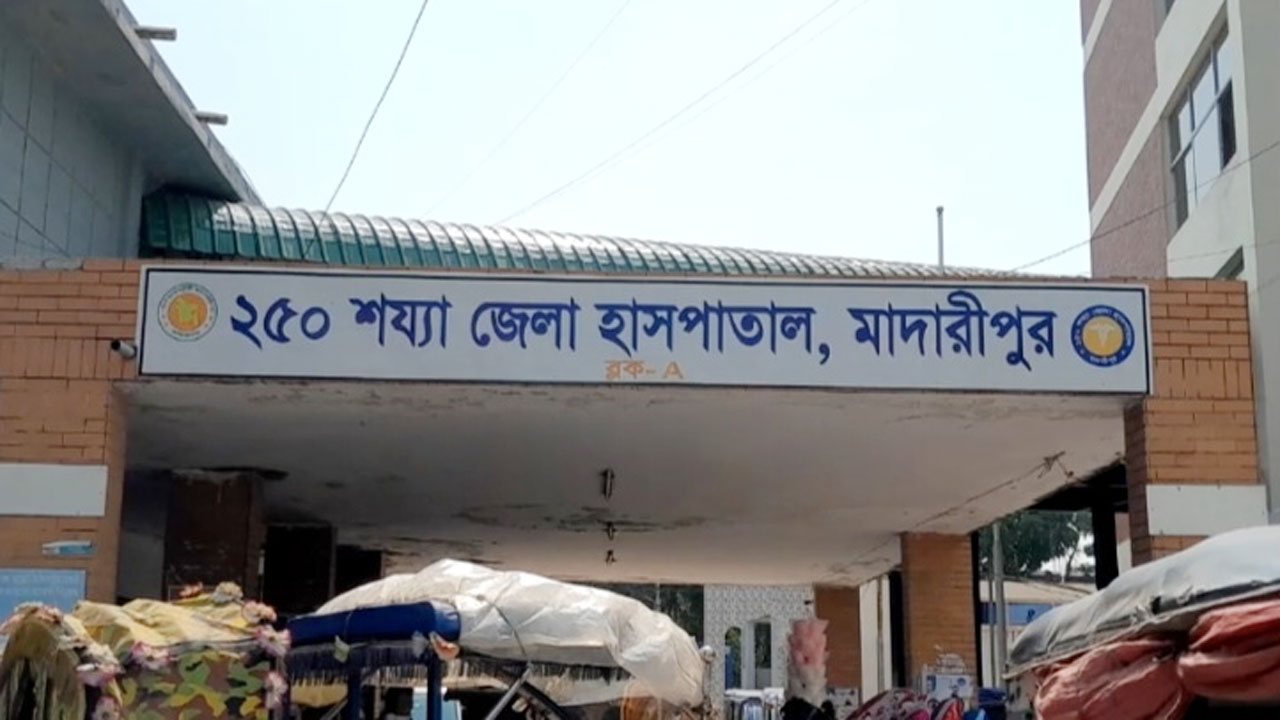 ২৫০ শয্যা জেলা হাসপাতাল, মাদারীপুর
ব্লক- A